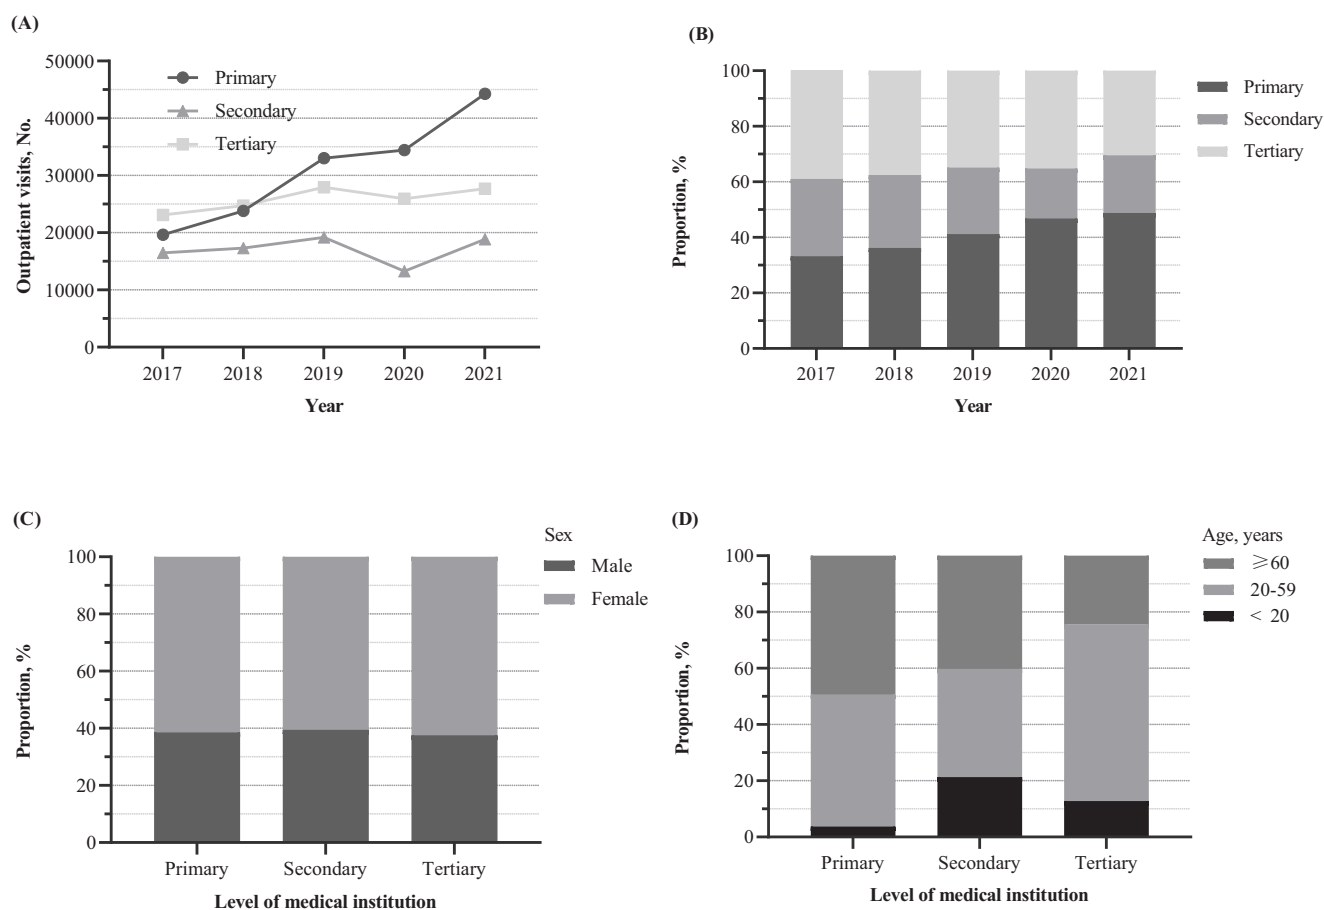 (A)
50000
40000
30000
20000
10000
0
Outpatient visits, No.
Primary
Secondary
Tertiary
2017 2018 2019 2020 2021
Year
(B)
100
80
60
40
20
0
Proportion, %
2017 2018 2019 2020 2021
Year
Primary
Secondary
Tertiary
(C)
100
80
60
40
20
0
Proportion, %
Primary Secondary Tertiary
Level of medical institution
Sex
Male
Female
(D)
100
80
60
40
20
0
Proportion, %
Primary Secondary Tertiary
Level of medical institution
Age, years
⩾60
20-59
< 20